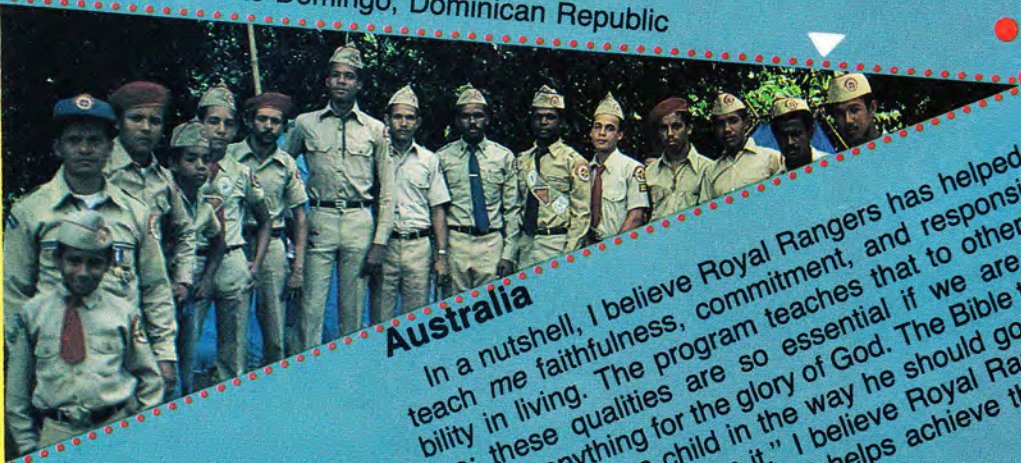 Domingo, Dominican Republic
Australia
In a nutshell, I believe Royal Rangers has helped
teach me faithfulness, commitment, and responsi
bility in living. The program teaches that to other
these qualities are so essential if we are
anything for the glory of God. The Bible
child in the way he should go
it." I believe Royal Ra
helps achieve